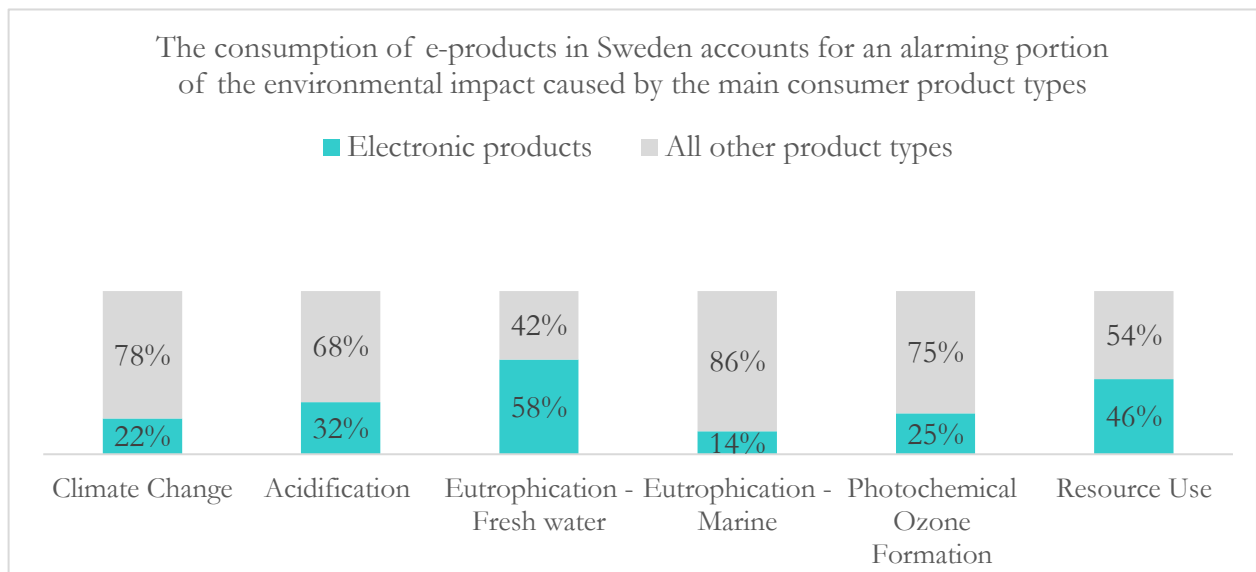 The consumption of e-products in Sweden accounts for an alarming portion
of the environmental impact caused by the main consumer product types
Electronic products All other product types
78% 68% 42% 86% 75% 54%
22% 32% 58% 14% 25% 46%
Climate Change Acidification Eutrophication - Eutrophication - Photochemical Resource Use
Fresh water Marine Ozone
Formation